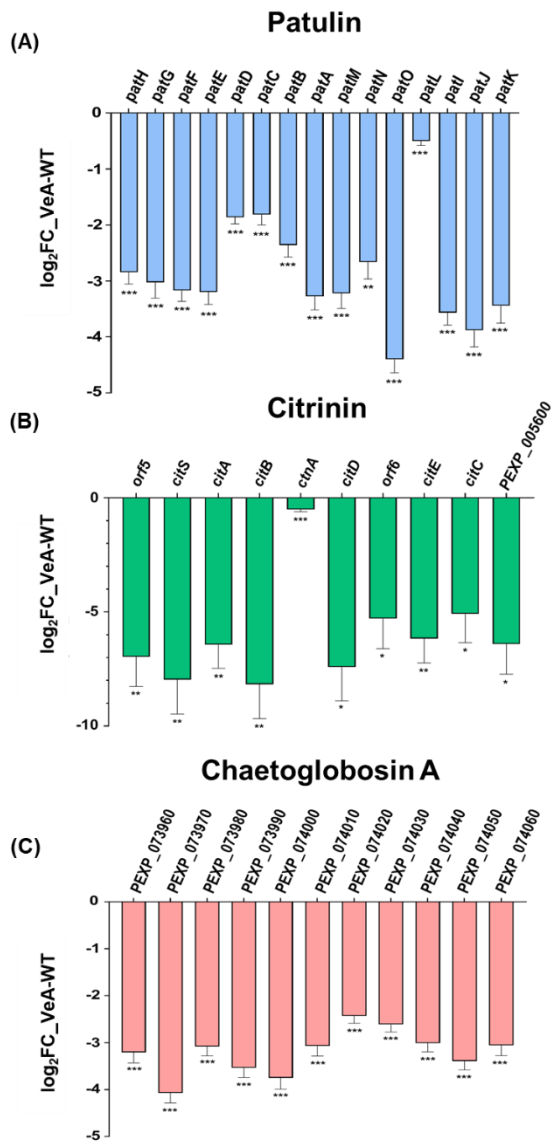 Patulin
(A)
patH patG patF patE patD patC patB patA patM patN patO patL patI patJ patK
log₂FC_VeA-WT
0
-1
-2
-3
-4
-5
*** *** *** *** *** *** *** *** *** ** *** *** *** *** ***
Citrinin
(B)
orf5 citS citA citB ctnA citD orf6 citE citC PEXP_005600
log₂FC_VeA-WT
0
-5
-10
** ** ** ** *** * * ** * *
Chaetoglobosin A
(C)
PEXP_073960 PEXP_073970 PEXP_073980 PEXP_073990 PEXP_074000 PEXP_074010 PEXP_074020 PEXP_074030 PEXP_074040 PEXP_074050 PEXP_074060
log₂FC_VeA-WT
0
-1
-2
-3
-4
-5
*** *** *** *** *** *** *** *** *** *** ***